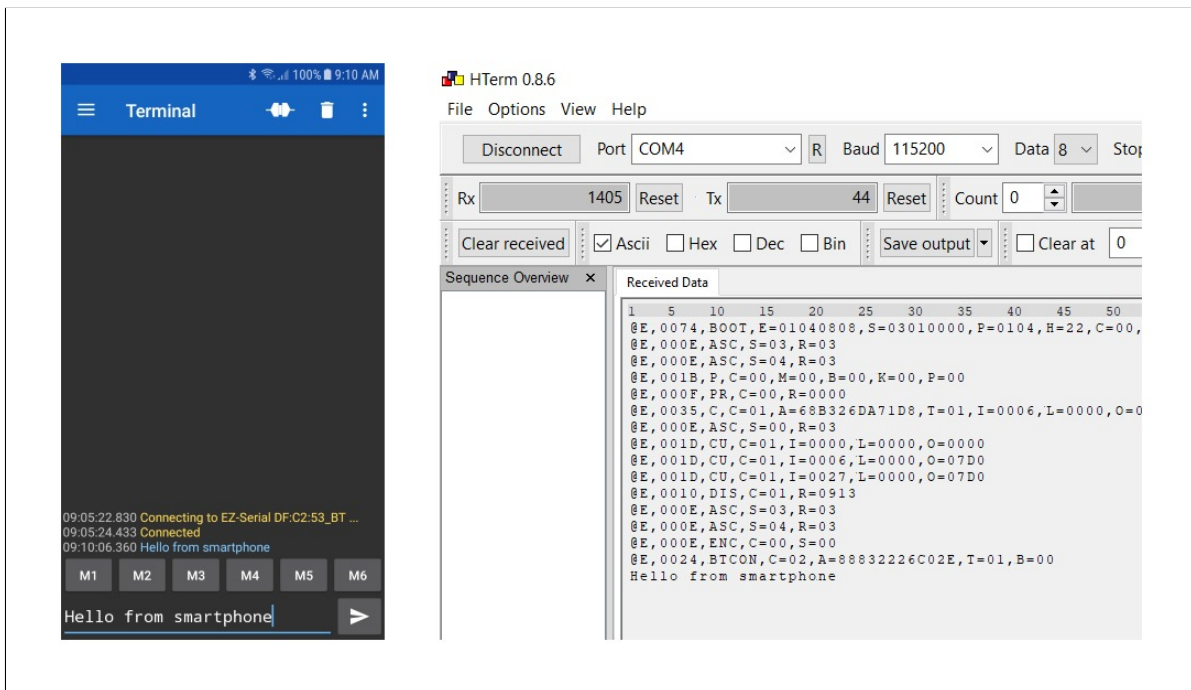 100% 9:10 AM
Terminal
09:05:22.830 Connecting to EZ-Serial DF:C2:53_BT ...
09:05:24.433 Connected
09:10:06.360 Hello from smartphone
M1 M2 M3 M4 M5 M6
Hello from smartphone
HTerm 0.8.6
File Options View Help
Disconnect Port COM4 R Baud 115200 Data 8 Stop
Rx 1405 Reset Tx 44 Reset Count 0
Clear received Ascii Hex Dec Bin Save output Clear at 0
Sequence Overview x Received Data
1 5 10 15 20 25 30 35 40 45 50
@E,0074,BOOT,E=01040808,S=03010000,P=0104,H=22,C=00,
@E,000E,ASC,S=03,R=03
@E,000E,ASC,S=04,R=03
@E,001B,P,C=00,M=00,B=00,K=00,P=00
@E,000F,PR,C=00,R=0000
@E,0035,C,C=01,A=68B326DA71D8,T=01,I=0006,L=0000,O=0
@E,000E,ASC,S=00,R=03
@E,001D,CU,C=01,I=0000,L=0000,O=0000
@E,001D,CU,C=01,I=0006,L=0000,O=07D0
@E,001D,CU,C=01,I=0027,L=0000,O=07D0
@E,0010,DIS,C=01,R=0913
@E,000E,ASC,S=03,R=03
@E,000E,ASC,S=04,R=03
@E,000E,ENC,C=00,S=00
@E,0024,BTCON,C=02,A=88832226C02E,T=01,B=00
Hello from smartphone